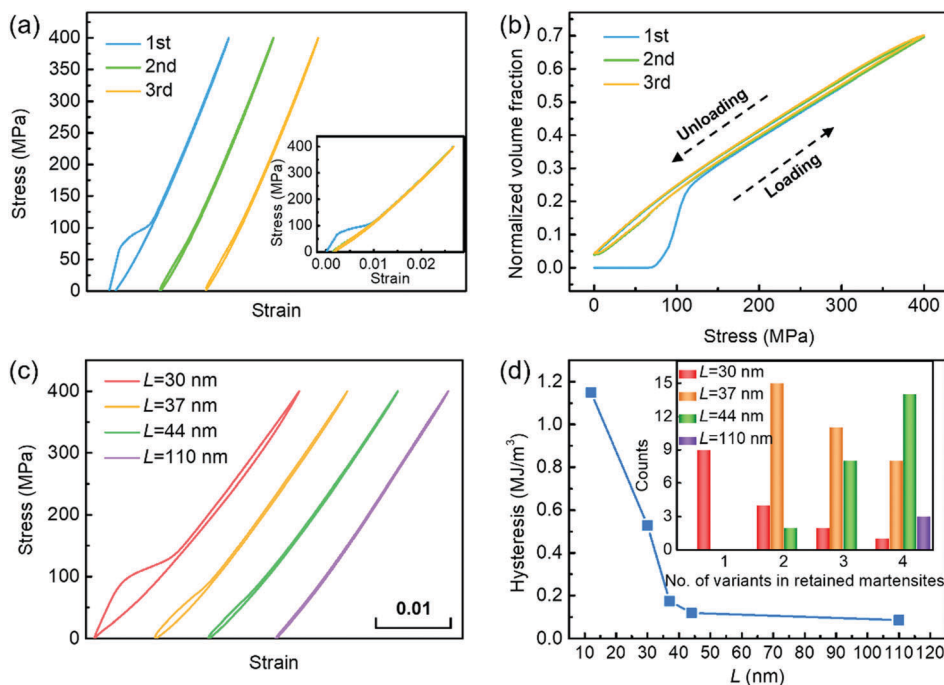 (a)
400
350
300
250
200
150
100
50
0
Stress (MPa)
1st
2nd
3rd
Strain
400
300
200
100
0
Stress (MPa)
0.00 0.01 0.02
Strain
(b)
0.7
0.6
0.5
0.4
0.3
0.2
0.1
0.0
Normalized volume fraction
1st
2nd
3rd
Unloading
Loading
0 100 200 300 400
Stress (MPa)
(c)
400
300
200
100
0
Stress (MPa)
L=30 nm
L=37 nm
L=44 nm
L=110 nm
0.01
Strain
(d)
1.2
1.0
0.8
0.6
0.4
0.2
0.0
Hysteresis (MJ/m³)
15
12
9
6
3
0
Counts
L=30 nm
L=37 nm
L=44 nm
L=110 nm
1 2 3 4
No. of variants in retained martensites
10 20 30 40 50 60 70 80 90 100 110 120
L (nm)